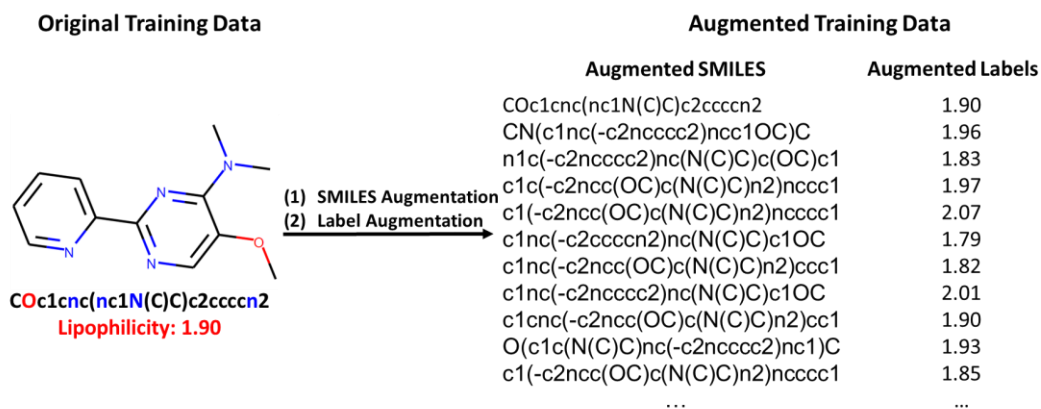 Original Training Data
Augmented Training Data
Augmented SMILES Augmented Labels
COc1cnc(nc1N(C)C)c2ccccn2 1.90
CN(c1nc(-c2ncccc2)ncc1OC)C 1.96
n1c(-c2ncccc2)nc(N(C)C)c(OC)c1 1.83
c1c(-c2ncc(OC)c(N(C)C)n2)nccc1 1.97
c1(-c2ncc(OC)c(N(C)C)n2)ncccc1 2.07
c1nc(-c2ccccn2)nc(N(C)C)c1OC 1.79
c1nc(-c2ncc(OC)c(N(C)C)n2)ccc1 1.82
c1nc(-c2ncccc2)nc(N(C)C)c1OC 2.01
c1cnc(-c2ncc(OC)c(N(C)C)n2)cc1 1.90
O(c1c(N(C)C)nc(-c2ncccc2)nc1)C 1.93
c1(-c2ncc(OC)c(N(C)C)n2)ncccc1 1.85
... ...
(1) SMILES Augmentation
(2) Label Augmentation
N
N
N
N
O
COc1cnc(nc1N(C)C)c2ccccn2
Lipophilicity: 1.90